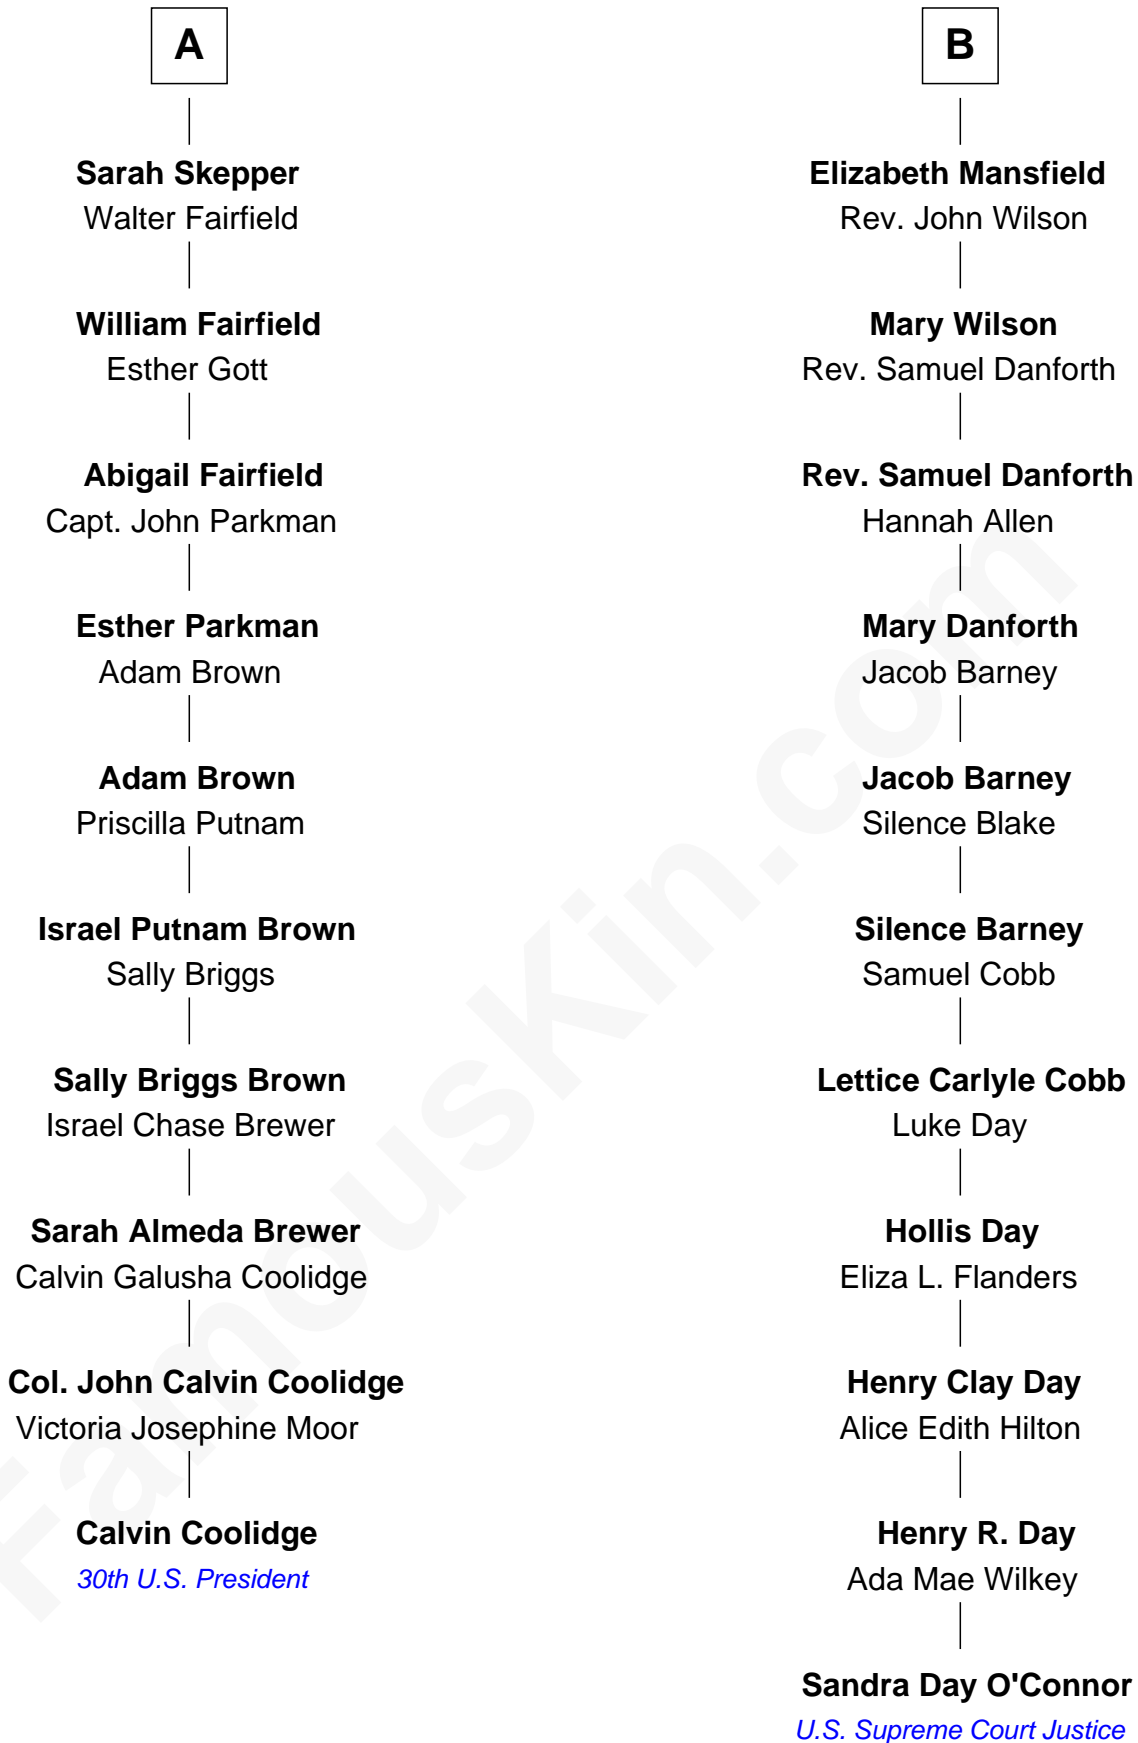 A
Sarah Skepper
Walter Fairfield
William Fairfield
Esther Gott
Abigail Fairfield
Capt. John Parkman
Esther Parkman
Adam Brown
Adam Brown
Priscilla Putnam
Israel Putnam Brown
Sally Briggs
Sally Briggs Brown
Israel Chase Brewer
Sarah Almeda Brewer
Calvin Galusha Coolidge
Col. John Calvin Coolidge
Victoria Josephine Moor
Calvin Coolidge
30th U.S. President
B
Elizabeth Mansfield
Rev. John Wilson
Mary Wilson
Rev. Samuel Danforth
Rev. Samuel Danforth
Hannah Allen
Mary Danforth
Jacob Barney
Jacob Barney
Silence Blake
Silence Barney
Samuel Cobb
Lettice Carlyle Cobb
Luke Day
Hollis Day
Eliza L. Flanders
Henry Clay Day
Alice Edith Hilton
Henry R. Day
Ada Mae Wilkey
Sandra Day O'Connor
U.S. Supreme Court Justice
FamousKin.com